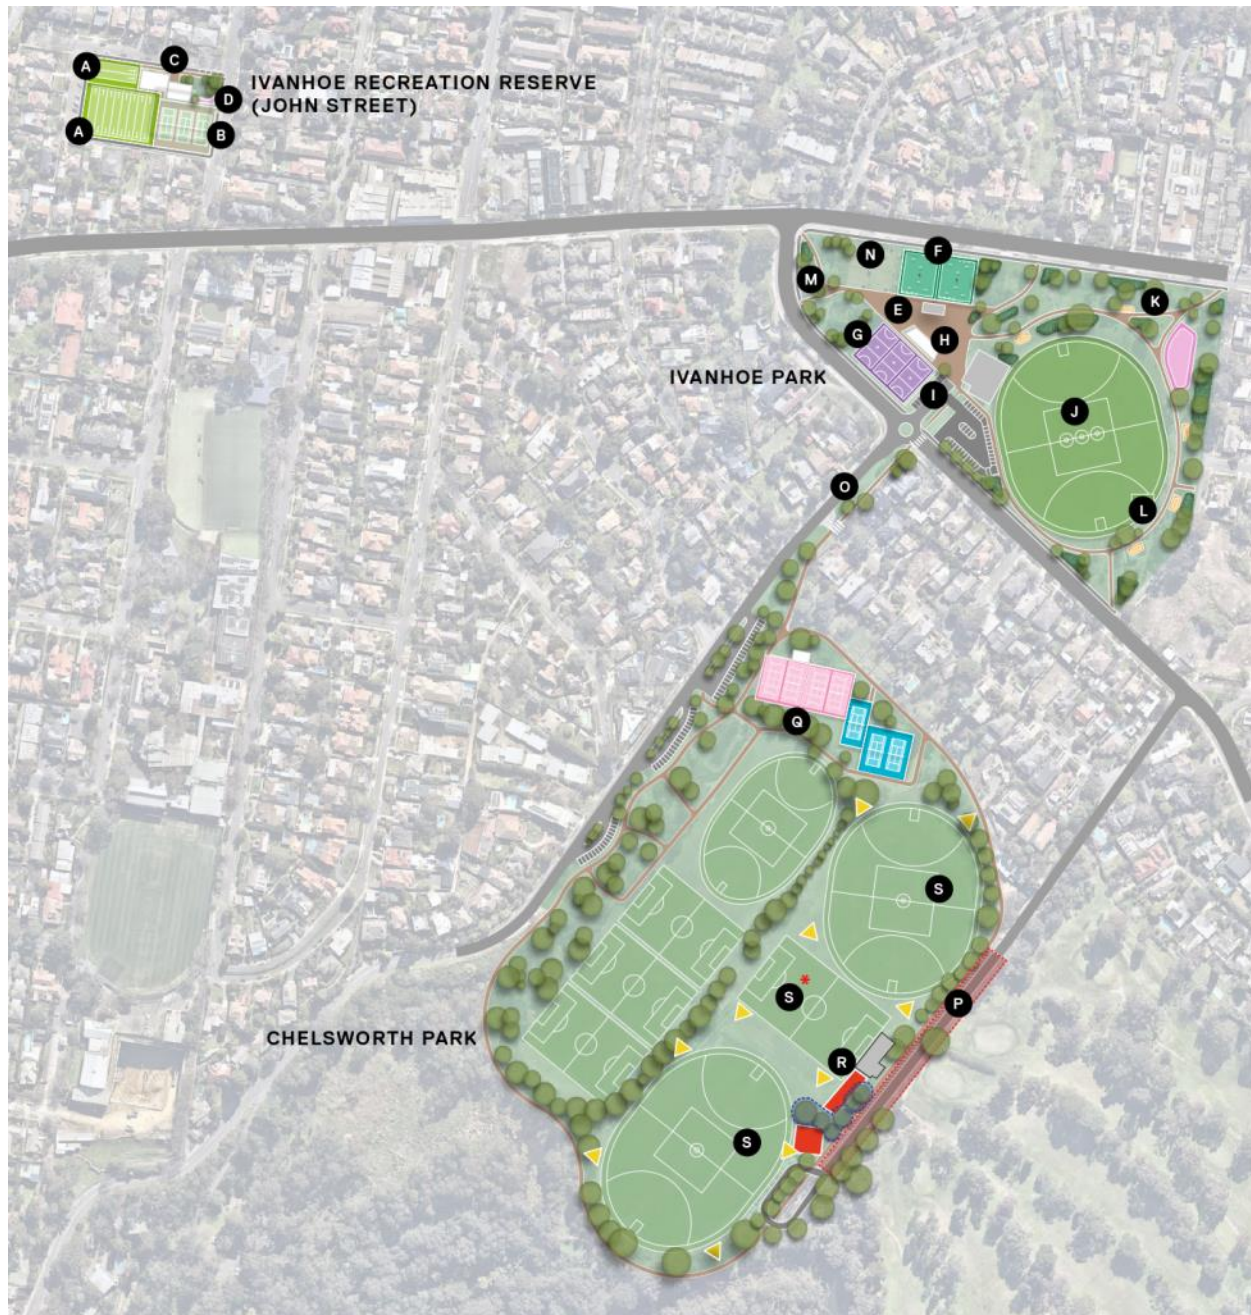 A
C
IVANHOE RECREATION RESERVE
(JOHN STREET)
D
A
B
F
N
M
K
E
G
H
IVANHOE PARK
I
J
O
L
Q
S
S
P
CHELSWORTH PARK
R
S